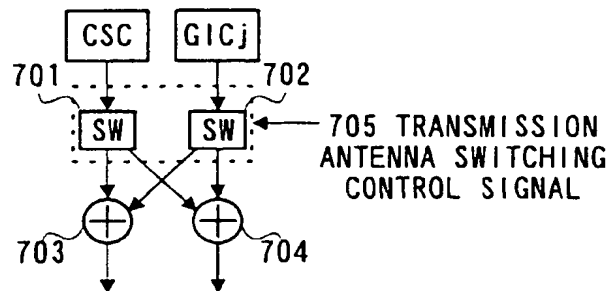 CSC
GICj
701
702
SW
SW
705 TRANSMISSION
ANTENNA SWITCHING
CONTROL SIGNAL
703
704